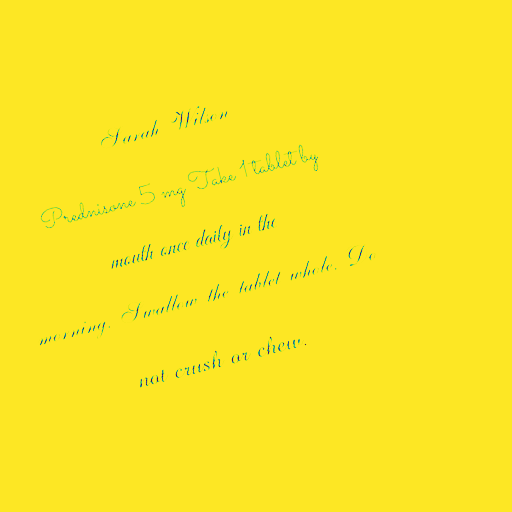 Sarah Wilson
Prednisone 5 mg Take 1 tablet by
mouth once daily in the
morning. Swallow the tablet whole. Do
not crush or chew.